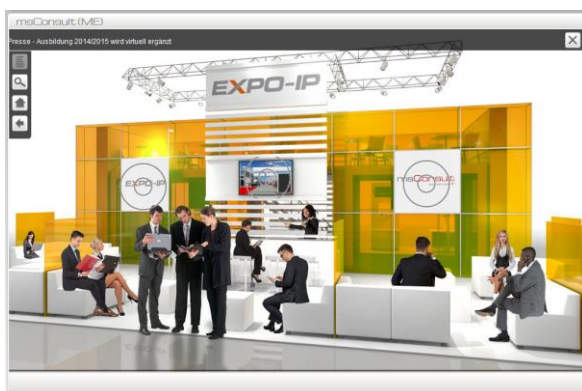 msConsult (ME)
Presse - Ausbildung 2014/2015 wird virtuell ergänzt
EXPO-IP
EXPO-IP
msConsult